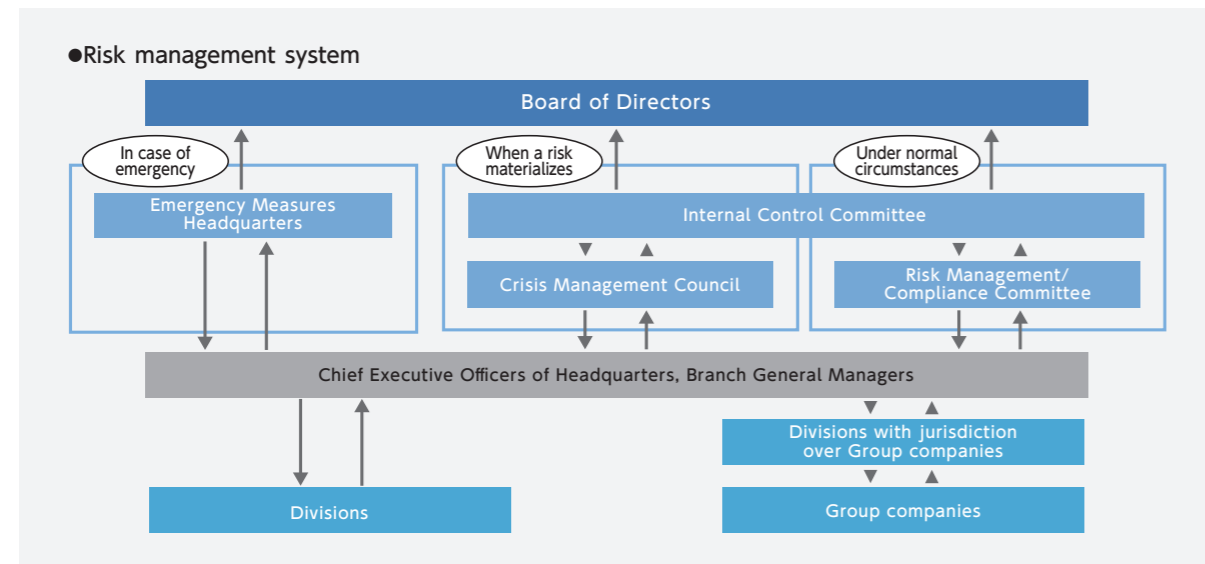 ●Risk management system
Board of Directors
In case of
emergency
When a risk
materializes
Under normal
circumstances
Emergency Measures
Headquarters
Internal Control Committee
Crisis Management Council
Risk Management/
Compliance Committee
Chief Executive Officers of Headquarters, Branch General Managers
Divisions with jurisdiction
over Group companies
Divisions
Group companies